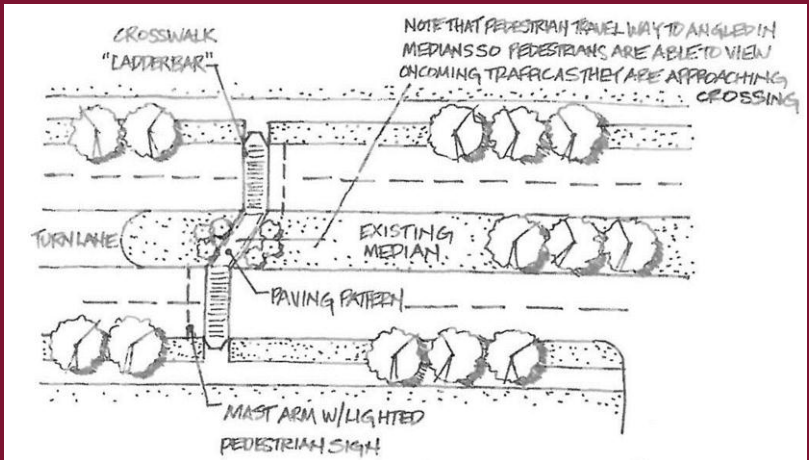 CROSSWALK
"LADDERBAR"
NOTE THAT PEDESTRIAN TRAVEL WAY TO ANGLED IN
MEDIANS SO PEDESTRIANS ARE ABLE TO VIEW
ONCOMING TRAFFIC AS THEY ARE APPROACHING
CROSSING
TURN LANE
EXISTING
MEDIAN
PAVING PATTERN
MAST ARM W/LIGHTED
PEDESTRIAN SIGN